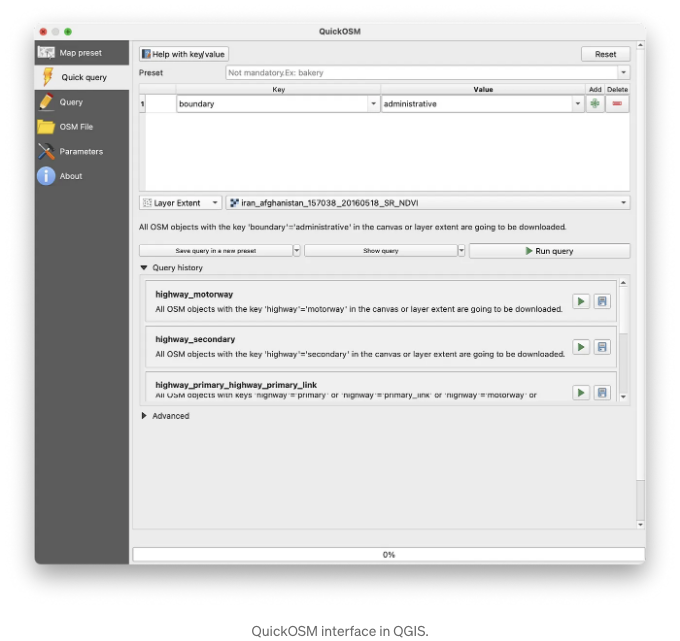 QuickOSM
Map preset
Quick query
Query
OSM File
Parameters
About
Help with key/value
Reset
Preset
Not mandatory.Ex: bakery
Key Value Add Delete
1 boundary administrative
Layer Extent iran_afghanistan_157038_20160518_SR_NDVI
All OSM objects with the key 'boundary'='administrative' in the canvas or layer extent are going to be downloaded.
Save query in a new preset Show query Run query
Query history
highway_motorway
All OSM objects with the key 'highway'='motorway' in the canvas or layer extent are going to be downloaded.
highway_secondary
All OSM objects with the key 'highway'='secondary' in the canvas or layer extent are going to be downloaded.
highway_primary_highway_primary_link
All OSM objects with keys 'highway'='primary' or 'highway'='primary_link' or 'highway'='motorway' or
Advanced
0%
QuickOSM interface in QGIS.